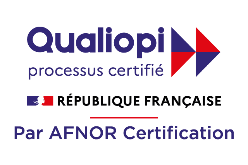 Qualiopi
processus certifié
RÉPUBLIQUE FRANÇAISE
Par AFNOR Certification